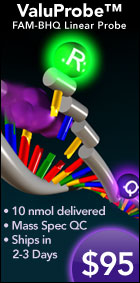 ValuProbe™
FAM-BHQ Linear Probe
R
Q
• 10 nmol delivered
• Mass Spec QC
• Ships in
2-3 Days
$95